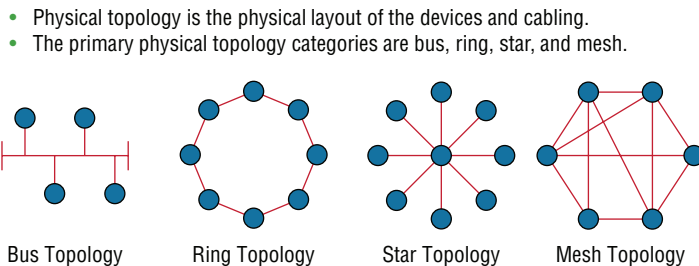 • Physical topology is the physical layout of the devices and cabling.
• The primary physical topology categories are bus, ring, star, and mesh.
Bus Topology
Ring Topology
Star Topology
Mesh Topology